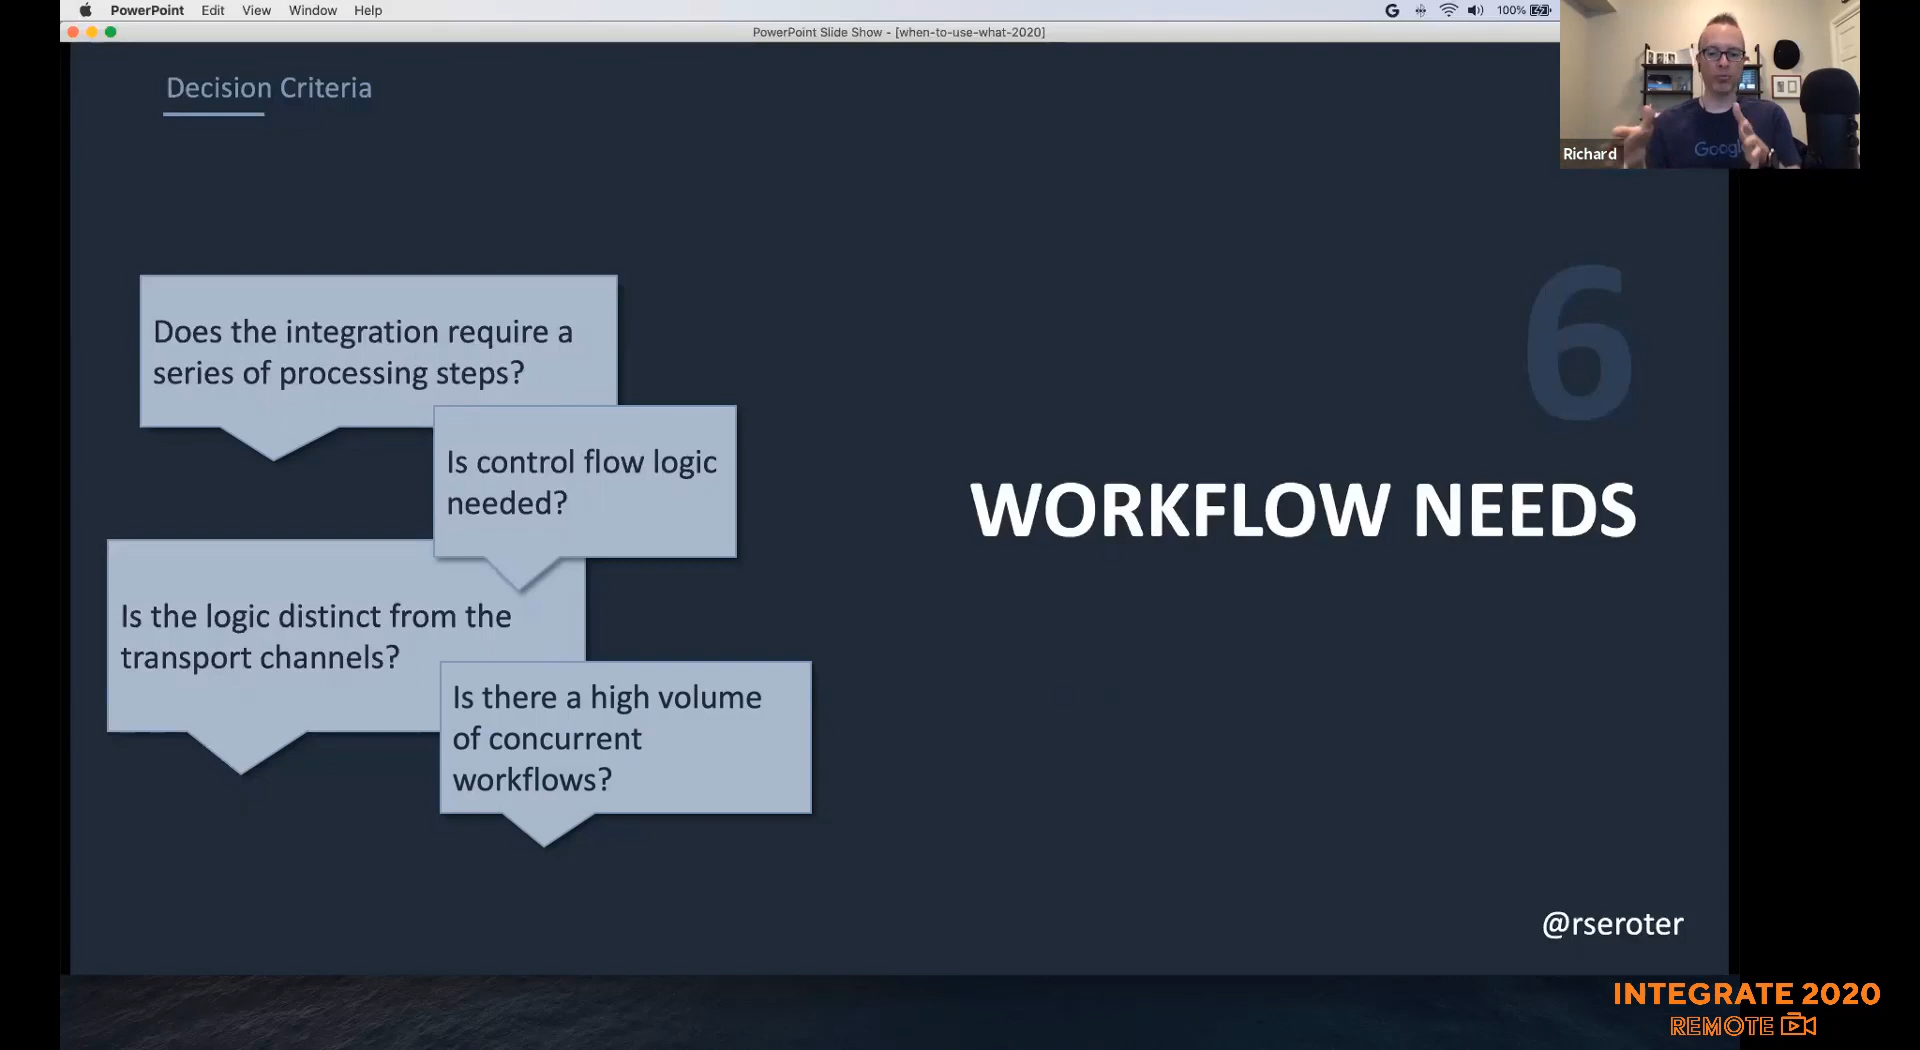 PowerPoint Edit View Window Help
100%
PowerPoint Slide Show - [when-to-use-what-2020]
Decision Criteria
Google
Richard
Does the integration require a
series of processing steps?
Is control flow logic
needed?
Is the logic distinct from the
transport channels?
Is there a high volume
of concurrent
workflows?
6
WORKFLOW NEEDS
@rseroter
INTEGRATE 2020
REMOTE